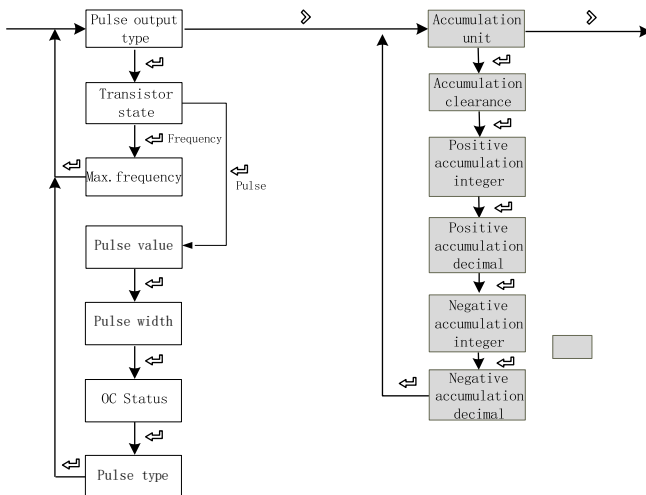 Pulse output
type
Transistor
state
Frequency
Max. frequency
Pulse
Pulse value
Pulse width
OC Status
Pulse type
Accumulation
unit
Accumulation
clearance
Positive
accumulation
integer
Positive
accumulation
decimal
Negative
accumulation
integer
Negative
accumulation
decimal